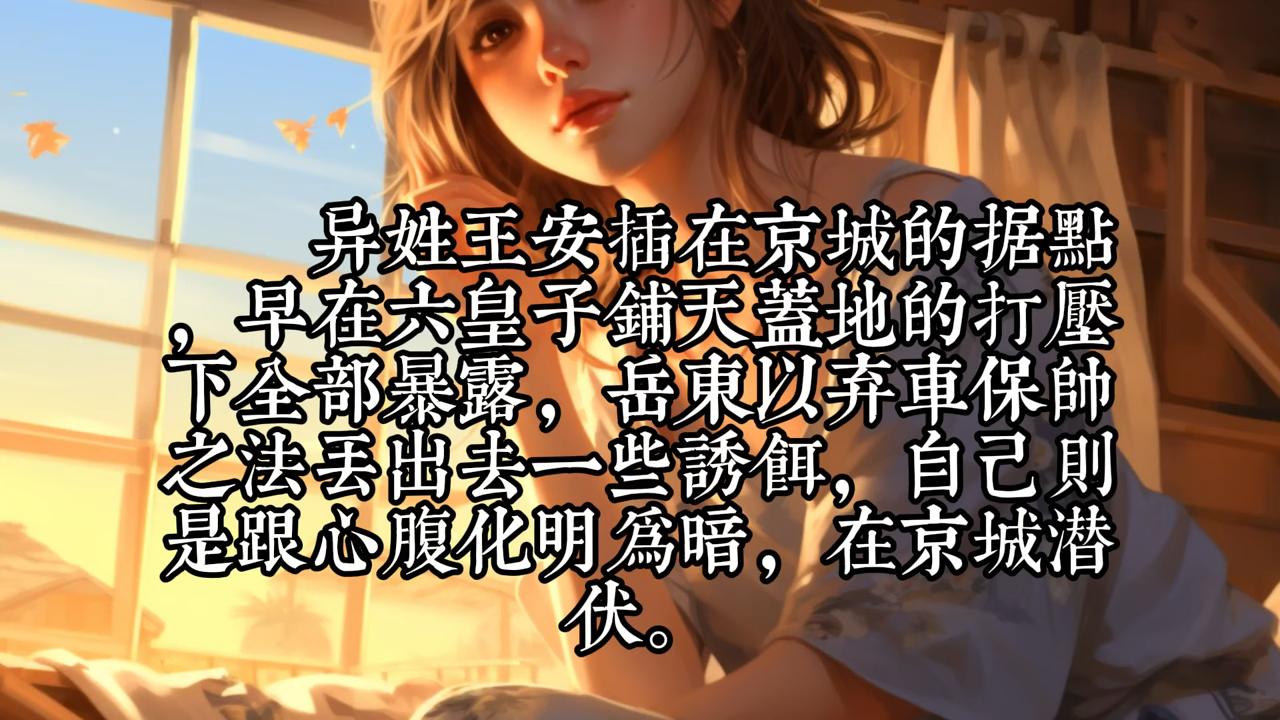 异姓王安插在京城的据點
，早在六皇子鋪天蓋地的打壓
下全部暴露，岳東以弃車保帥
之法丟出去一些誘餌，自己則
是跟心腹化明爲暗，在京城潜
伏。